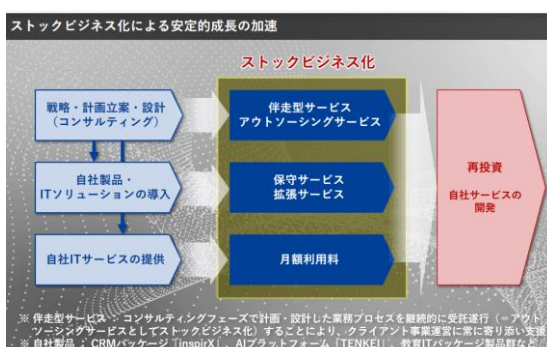 ストックビジネス化による安定的成長の加速
ストックビジネス化
戦略・計画立案・設計
（コンサルティング）
伴走型サービス
アウトソーシングサービス
自社製品・
ITソリューションの導入
保守サービス
拡張サービス
再投資
自社サービスの
開発
自社ITサービスの提供
月額利用料
※ 伴走型サービス：コンサルティングフェーズで計画・設計した業務プロセスを継続的に受託遂行（＝アウト
ソーシングサービスとしてストックビジネス化）することにより、クライアント事業運営に常に寄り添い支援
※ 自社製品：CRMパッケージ「inspirX」、AIプラットフォーム「TENKEI」、教育ITパッケージ製品群など